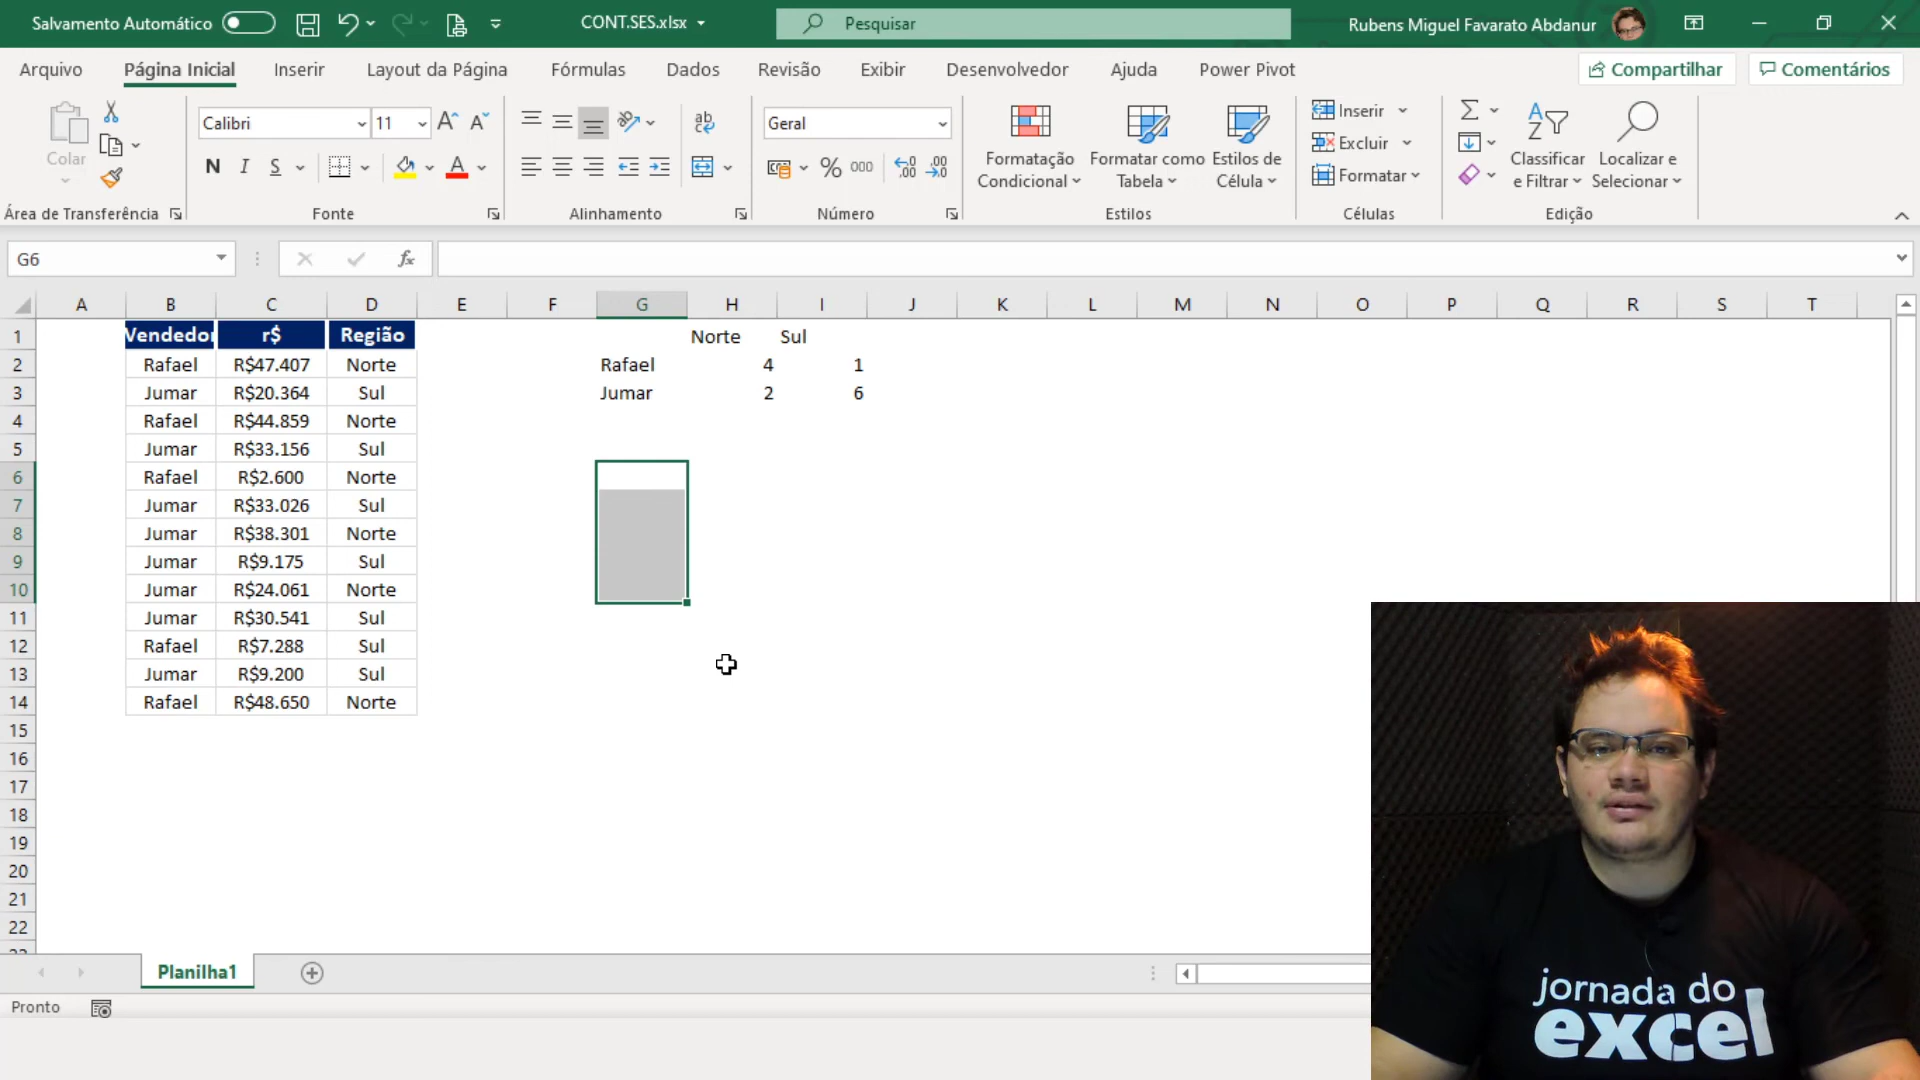 Salvamento Automático
CONT.SES.xlsx
Pesquisar
Rubens Miguel Favarato Abdanur
Arquivo Página Inicial Inserir Layout da Página Fórmulas Dados Revisão Exibir Desenvolvedor Ajuda Power Pivot Compartilhar Comentários
Colar
Área de Transferência
Calibri 11
N I S
Fonte
ab
Alinhamento
Geral
% 000
Número
Formatação Condicional
Formatar como Tabela
Estilos de Célula
Estilos
Inserir
Excluir
Formatar
Células
Classificar e Filtrar
Localizar e Selecionar
Edição
G6
fx
A B C D E F G H I J K L M N O P Q R S T
1 Vendedor r$ Região Norte Sul
2 Rafael R$47.407 Norte Rafael 4 1
3 Jumar R$20.364 Sul Jumar 2 6
4 Rafael R$44.859 Norte
5 Jumar R$33.156 Sul
6 Rafael R$2.600 Norte
7 Jumar R$33.026 Sul
8 Jumar R$38.301 Norte
9 Jumar R$9.175 Sul
10 Jumar R$24.061 Norte
11 Jumar R$30.541 Sul
12 Rafael R$7.288 Sul
13 Jumar R$9.200 Sul
14 Rafael R$48.650 Norte
15
16
17
18
19
20
21
22
Planilha1
Pronto
jornada do
excel